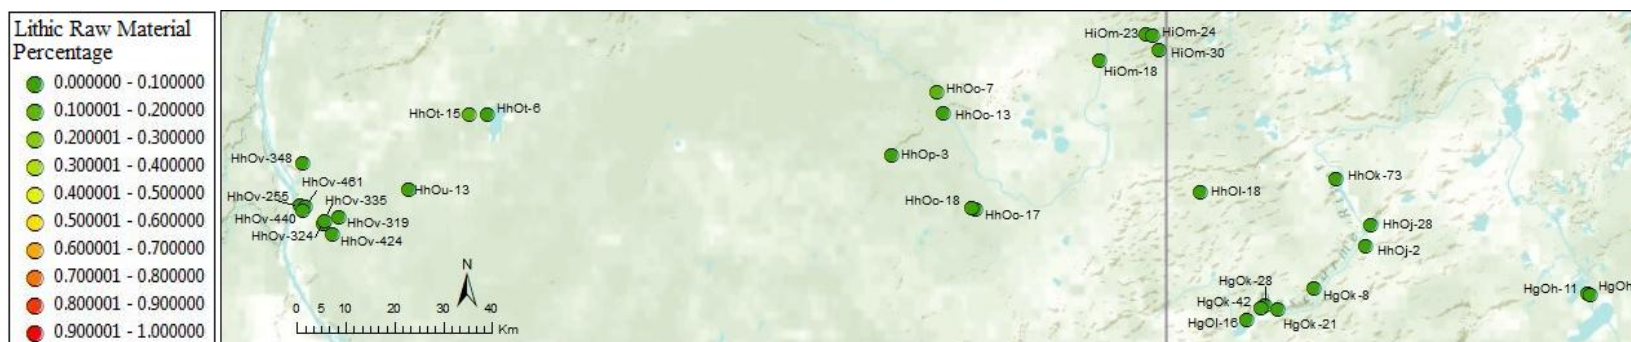 Lithic Raw Material
Percentage
0.000000 - 0.100000
0.100001 - 0.200000
0.200001 - 0.300000
0.300001 - 0.400000
0.400001 - 0.500000
0.500001 - 0.600000
0.600001 - 0.700000
0.700001 - 0.800000
0.800001 - 0.900000
0.900001 - 1.000000
HiOm-23
HiOm-24
HiOm-30
HiOm-18
HhOo-7
HhOt-15
HhOt-6
HhOo-13
HhOp-3
HhOv-348
HhOv-461
HhOu-13
HhOk-73
HhOl-18
HhOv-255
HhOv-335
HhOo-18
HhOo-17
HhOv-440
HhOv-319
HhOj-28
HhOv-324
HhOv-424
HhOj-2
N
0 5 10 20 30 40
Km
HgOk-28
HgOk-8
HgOh-11
HgOh
HgOk-42
HgOl-16
HgOk-21